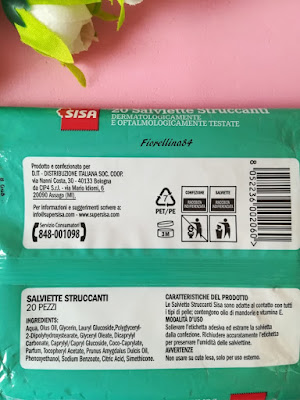 SISA
20 Salviette Struccanti
DERMATOLOGICAMENTE
E OFTALMOLOGICAMENTE TESTATE
Fiorellina84
Prodotto e confezionato per
D.IT - DISTRIBUZIONE ITALIANA SOC. COOP.
via Nanni Costa, 30 - 40133 Bologna
da CIP4 S.r.l. - via Mario Idiomi, 6
20090 Assago (MI).
Per informazioni e suggerimenti scrivere a:
info@supersisa.com - www.supersisa.com
Servizio Consumatori
848-001098
7
PET/PE
3M
CONFEZIONE
RACCOLTA
INDIFFERENZIATA
SALVIETTE
RACCOLTA
INDIFFERENZIATA
SALVIETTE STRUCCANTI
20 PEZZI
INGREDIENTS:
Aqua, Olus Oil, Glycerin, Lauryl Glucoside, Polyglyceryl-
2-Dipolyhydroxystearate, Glyceryl Oleate, Dicaprylyl
Carbonate, Caprylyl/Capryl Glucoside, Coco-Caprylate,
Parfum, Tocopheryl Acetate, Prunus Amygdalus Dulcis Oil,
Phenoxyethanol, Sodium Benzoate, Citric Acid, Simethicone.
CARATTERISTICHE DEL PRODOTTO
Le Salviette Struccanti Sisa sono adatte al contatto con tutti
i tipi di pelle; contengono olio di mandorle e vitamina E.
MODALITÀ D'USO
Sollevare l'etichetta adesiva ed estrarre la salvietta
dalla confezione. Richiudere nuovamente l'etichetta
per preservare l'umidità delle salviettine.
AVVERTENZE
Non usare su cute lesa, solo per uso esterno.